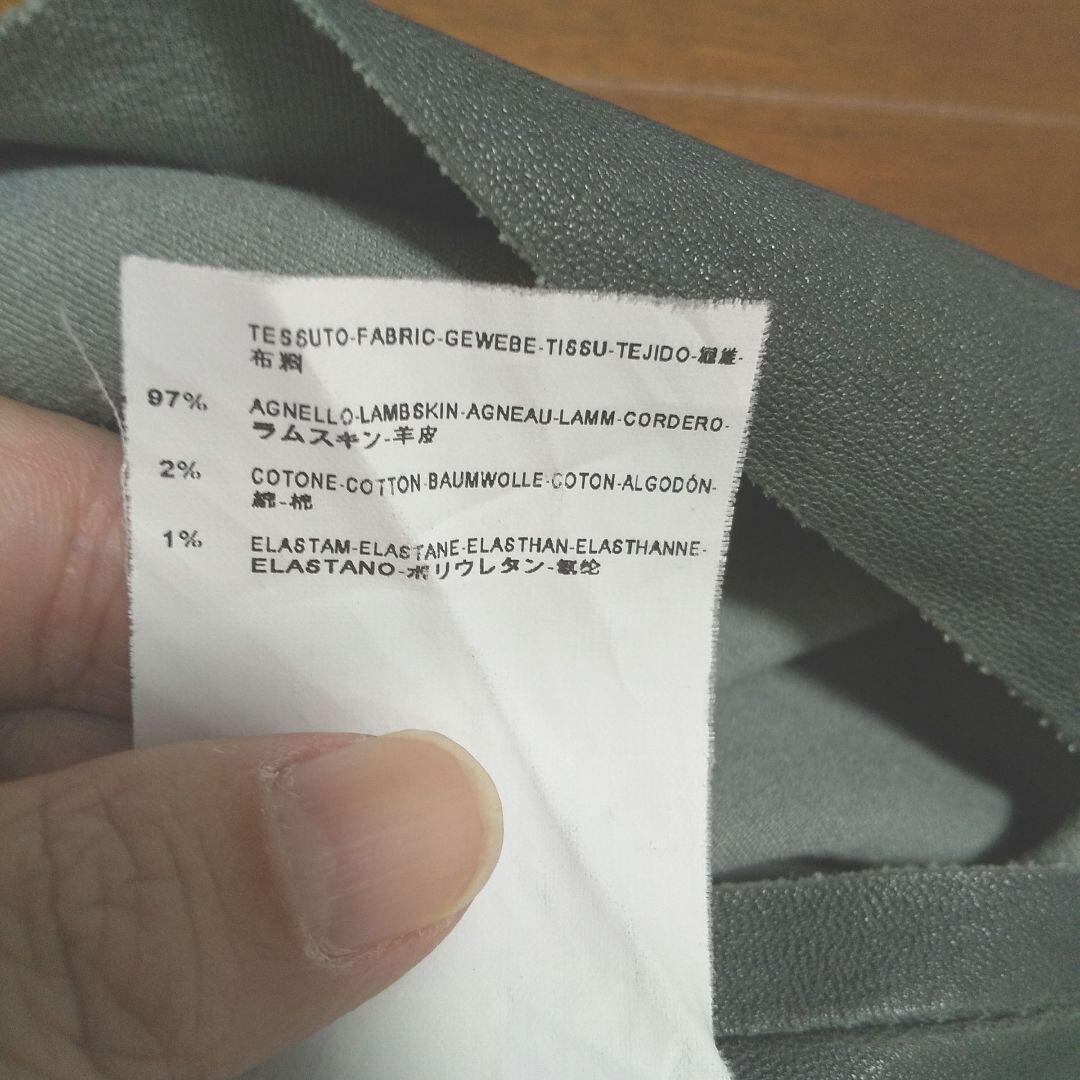 TESSUTO-FABRIC-GEWEBE-TISSU-TEJIDO-繊維-
布料
97% AGNELLO-LAMBSKIN-AGNEAU-LAMM-CORDERO-
ラムスキン-羊皮
2% COTONE-COTTON-BAUMWOLLE-COTON-ALGODÓN-
綿-棉
1% ELASTAM-ELASTANE-ELASTHAN-ELASTHANNE-
ELASTANO-ポリウレタン-氨纶